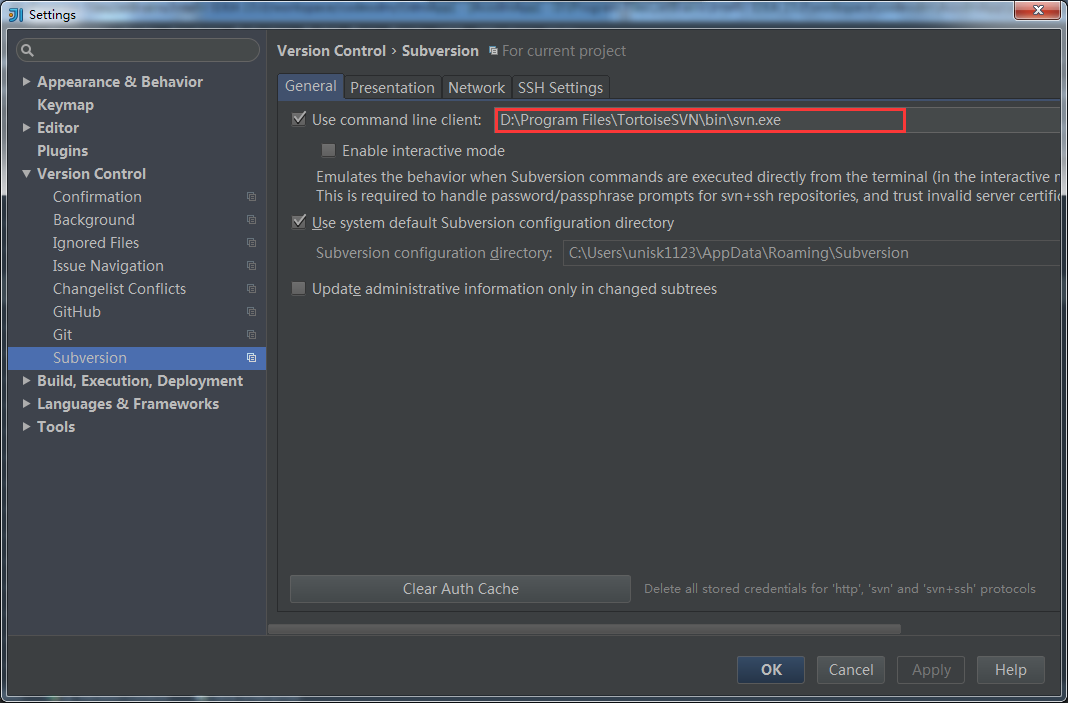 Settings
Appearance & Behavior
Keymap
Editor
Plugins
Version Control
Confirmation
Background
Ignored Files
Issue Navigation
Changelist Conflicts
GitHub
Git
Subversion
Build, Execution, Deployment
Languages & Frameworks
Tools
Version Control › Subversion For current project
General Presentation Network SSH Settings
Use command line client: D:\Program Files\TortoiseSVN\bin\svn.exe
Enable interactive mode
Emulates the behavior when Subversion commands are executed directly from the terminal (in the interactive
This is required to handle password/passphrase prompts for svn+ssh repositories, and trust invalid server certifi
Use system default Subversion configuration directory
Subversion configuration directory: C:\Users\unisk1123\AppData\Roaming\Subversion
Update administrative information only in changed subtrees
Clear Auth Cache Delete all stored credentials for 'http', 'svn' and 'svn+ssh' protocols
OK Cancel Apply Help